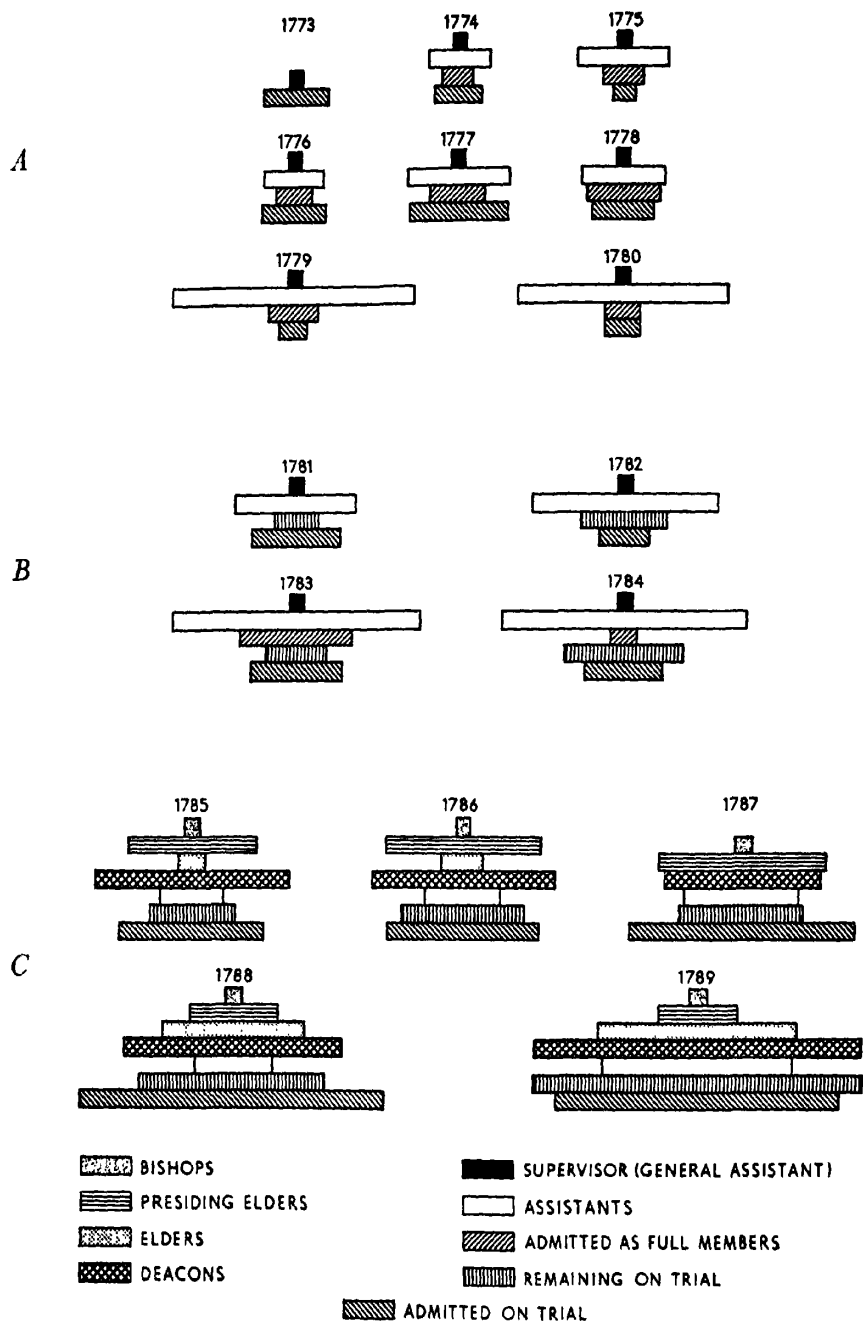 1773 1774 1775
A
1776 1777 1778
1779 1780
1781 1782
B
1783 1784
1785 1786 1787
C
1788 1789
BISHOPS
PRESIDING ELDERS
ELDERS
DEACONS
SUPERVISOR (GENERAL ASSISTANT)
ASSISTANTS
ADMITTED AS FULL MEMBERS
REMAINING ON TRIAL
ADMITTED ON TRIAL